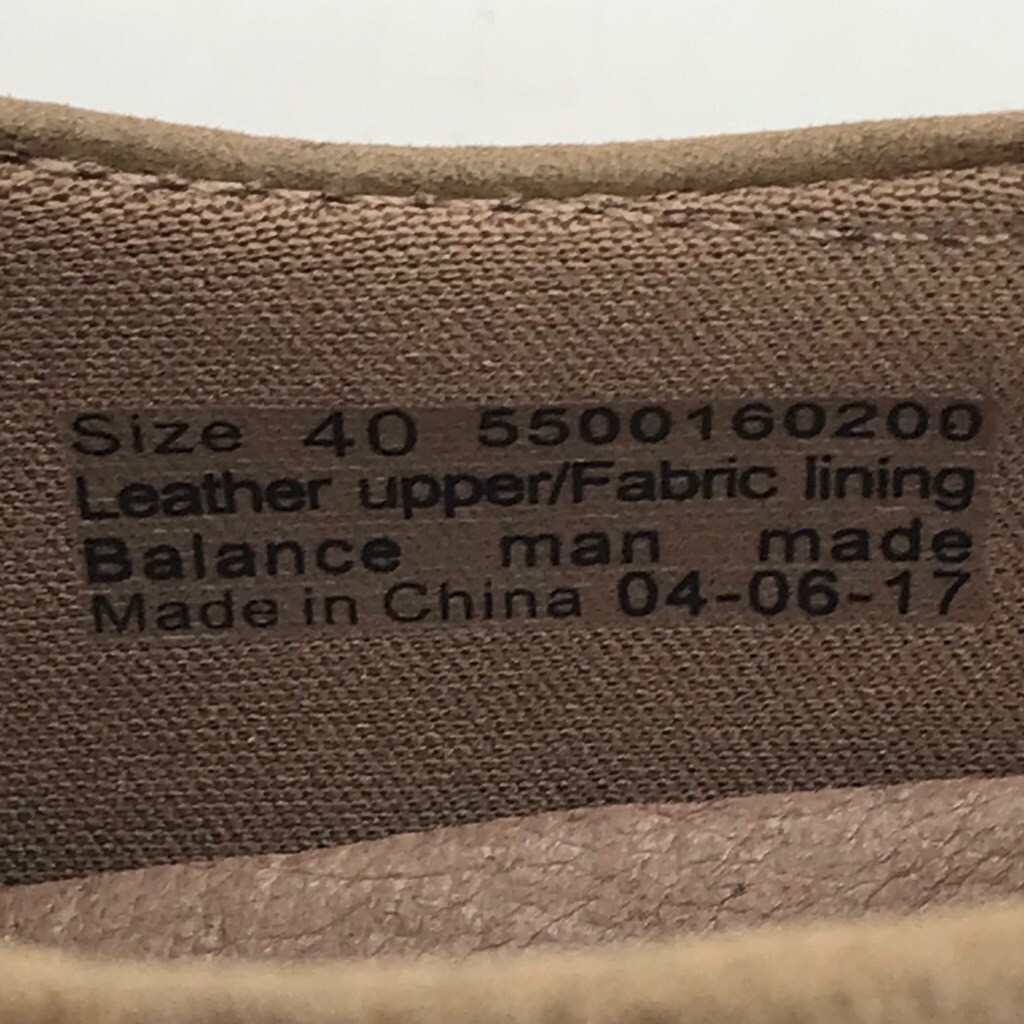 Size 40 5500160200
Leather upper/Fabric lining
Balance man made
Made in China 04-06-17